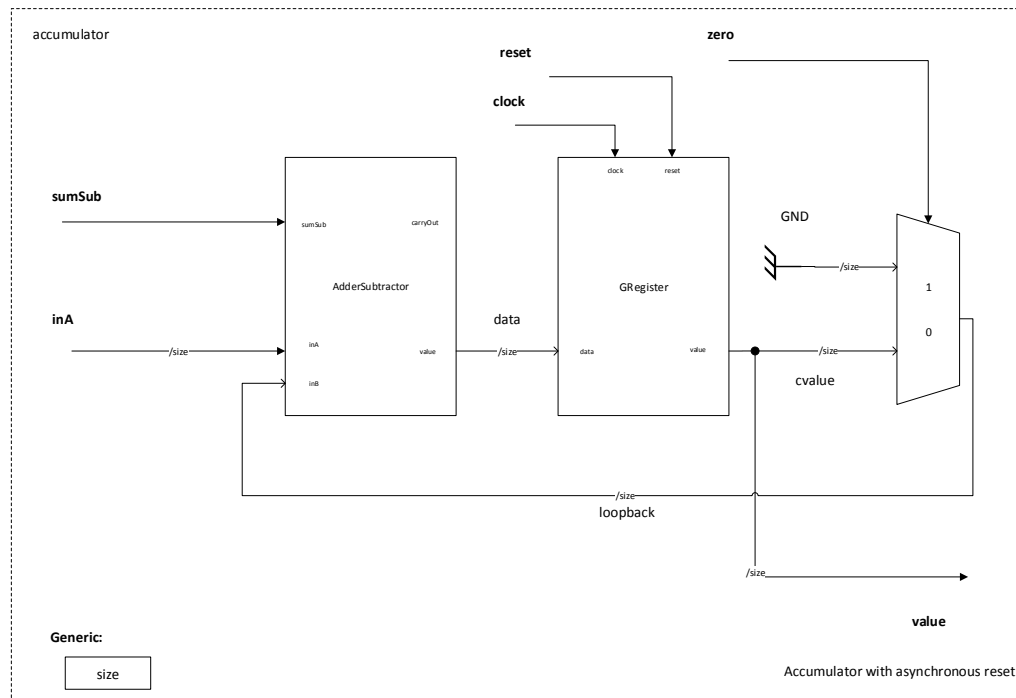 accumulator
zero
reset
clock
clock
reset
sumSub
sumSub
carryOut
GND
/size
AdderSubtractor
GRegister
1
0
inA
data
/size
inA
value
/size
data
value
/size
cvalue
inB
/size
loopback
/size
value
Generic:
size
Accumulator with asynchronous reset